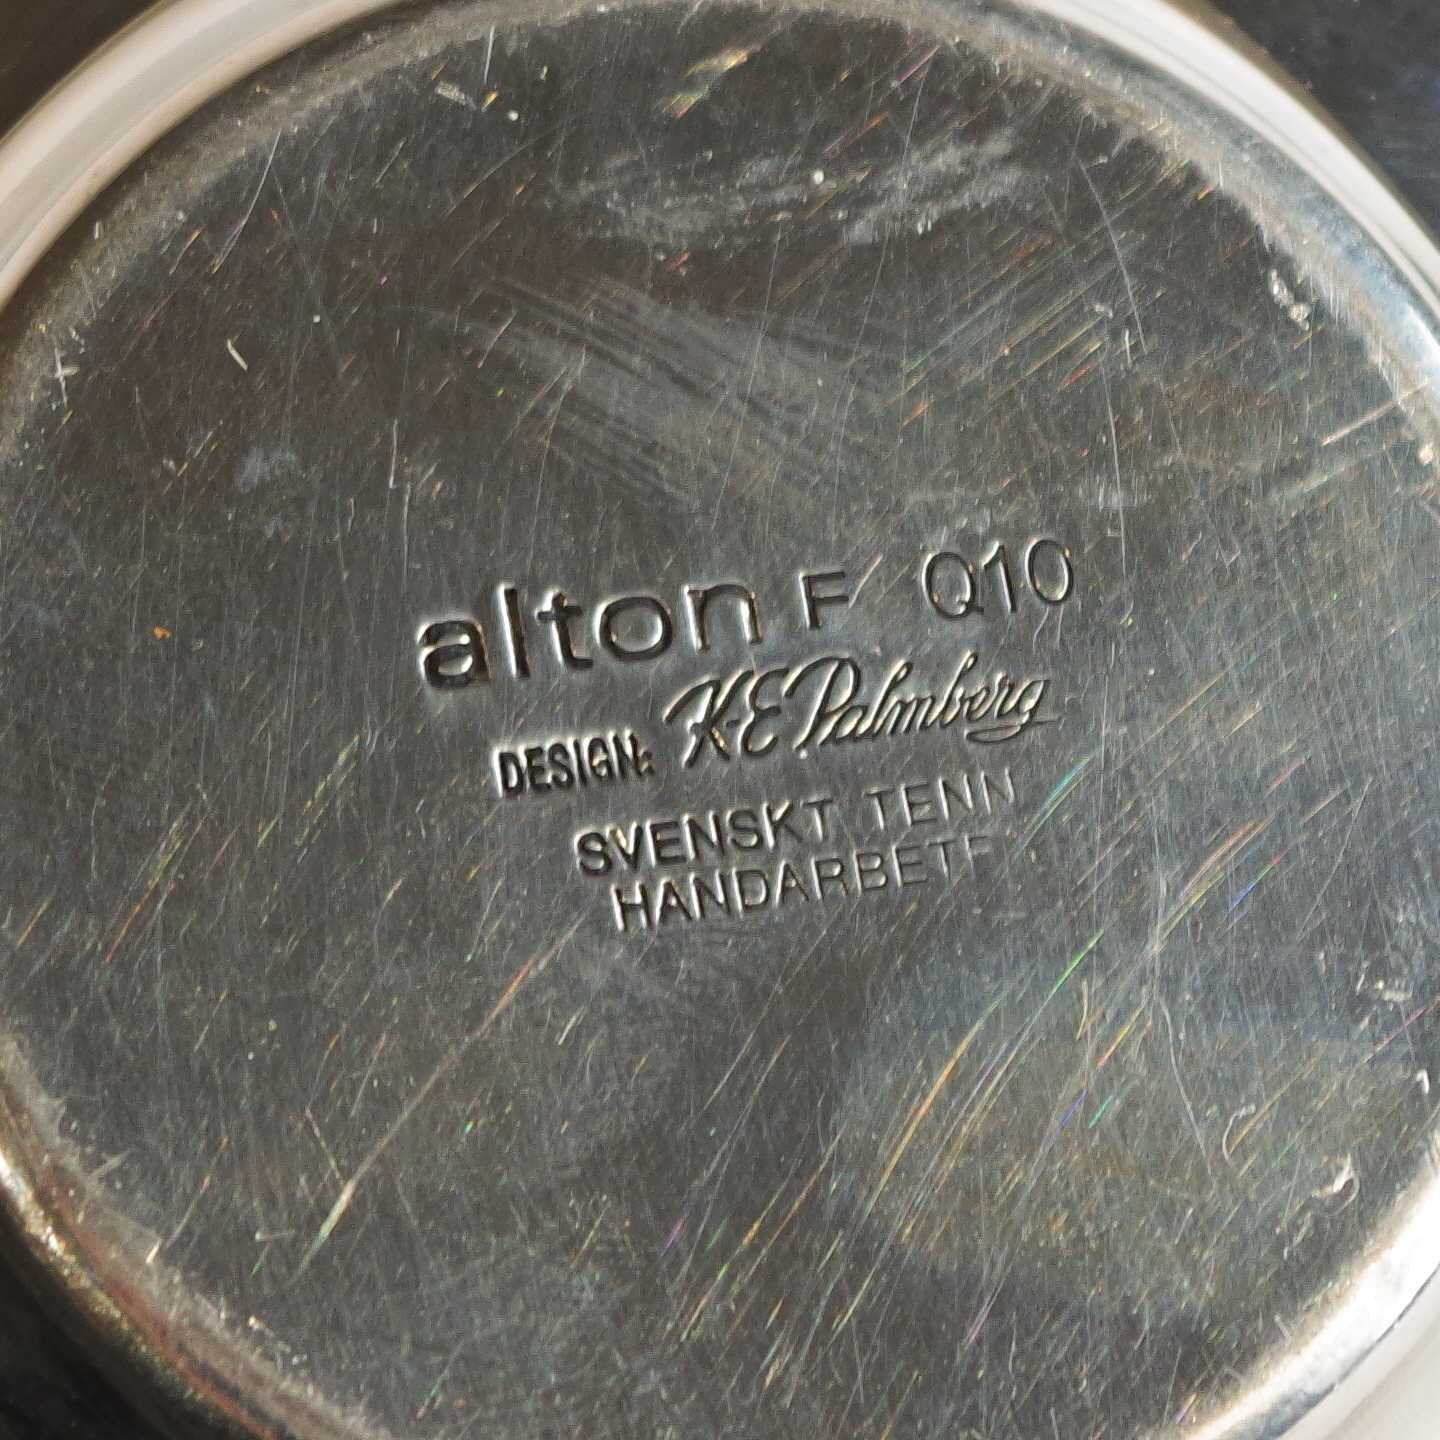 alton F Q10
DESIGN: K-E Palmberg
SVENSKT TENN
HANDARBETE